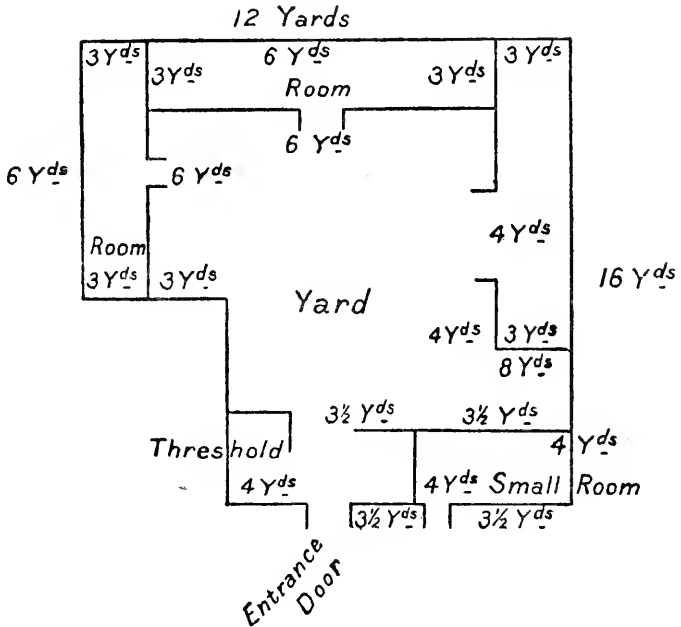 12 Yards
3 Yds 6 Yds 3 Yds
3 Yds 3 Yds
Room
6 Yds
6 Yds 6 Yds
4 Yds
Room
3 Yds 3 Yds
16 Yds
Yard
4 Yds 3 Yds
8 Yds
3½ Yds 3½ Yds
Threshold 4 Yds
4 Yds 4 Yds Small Room
3½ Yds 3½ Yds
Entrance
Door